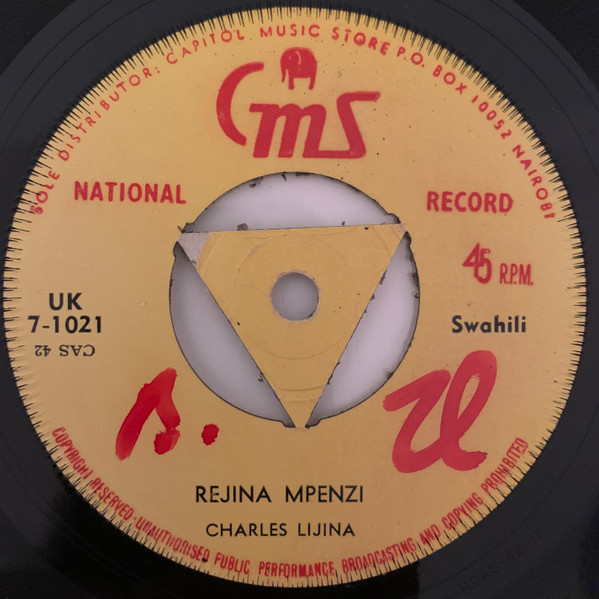 SOLE DISTRIBUTOR: CAPITOL MUSIC STORE P.O. BOX 10052 NAIROBI
CMS
NATIONAL RECORD
45 R.P.M.
UK
7-1021
Swahili
CAS 42
REJINA MPENZI
CHARLES LIJINA
COPYRIGHT RESERVED-UNAUTHORISED PUBLIC PERFORMANCE, BROADCASTING AND COPYING PROHIBITED